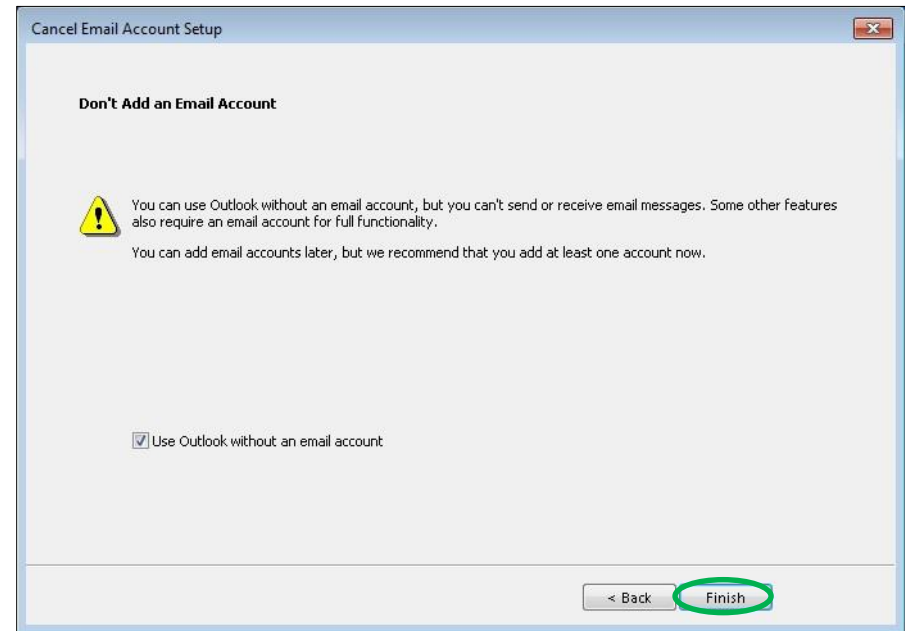 Cancel Email Account Setup
Don't Add an Email Account
You can use Outlook without an email account, but you can't send or receive email messages. Some other features
also require an email account for full functionality.
You can add email accounts later, but we recommend that you add at least one account now.
Use Outlook without an email account
< Back Finish